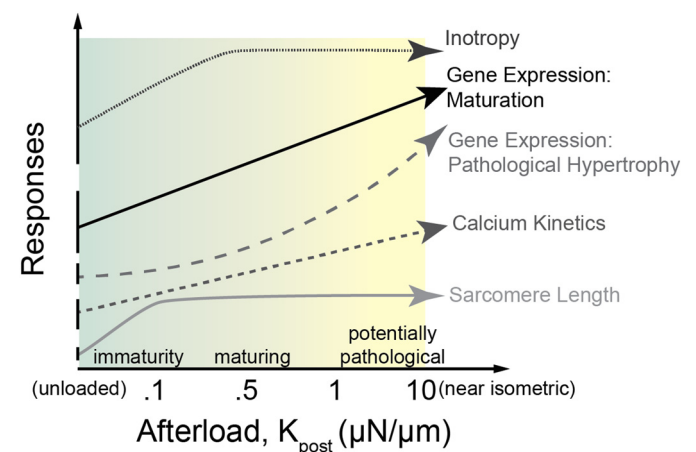 Inotropy
Gene Expression:
Maturation
Gene Expression:
Pathological Hypertrophy
Calcium Kinetics
Sarcomere Length
Responses
potentially
immaturity maturing pathological
(unloaded) .1 .5 1 10 (near isometric)
Afterload, Kpost (µN/µm)